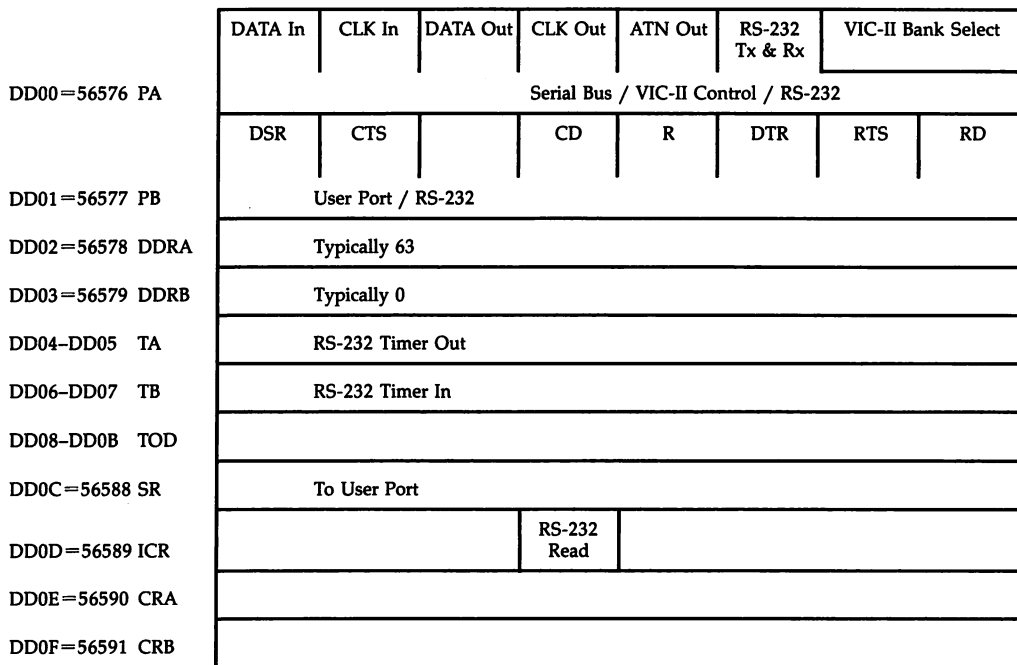 DATA In CLK In DATA Out CLK Out ATN Out RS-232 VIC-II Bank Select
Tx & Rx
DD00=56576 PA Serial Bus / VIC-II Control / RS-232
DSR CTS CD R DTR RTS RD
DD01=56577 PB User Port / RS-232
DD02=56578 DDRA Typically 63
DD03=56579 DDRB Typically 0
DD04–DD05 TA RS-232 Timer Out
DD06–DD07 TB RS-232 Timer In
DD08–DD0B TOD
DD0C=56588 SR To User Port
RS-232
DD0D=56589 ICR Read
DD0E=56590 CRA
DD0F=56591 CRB